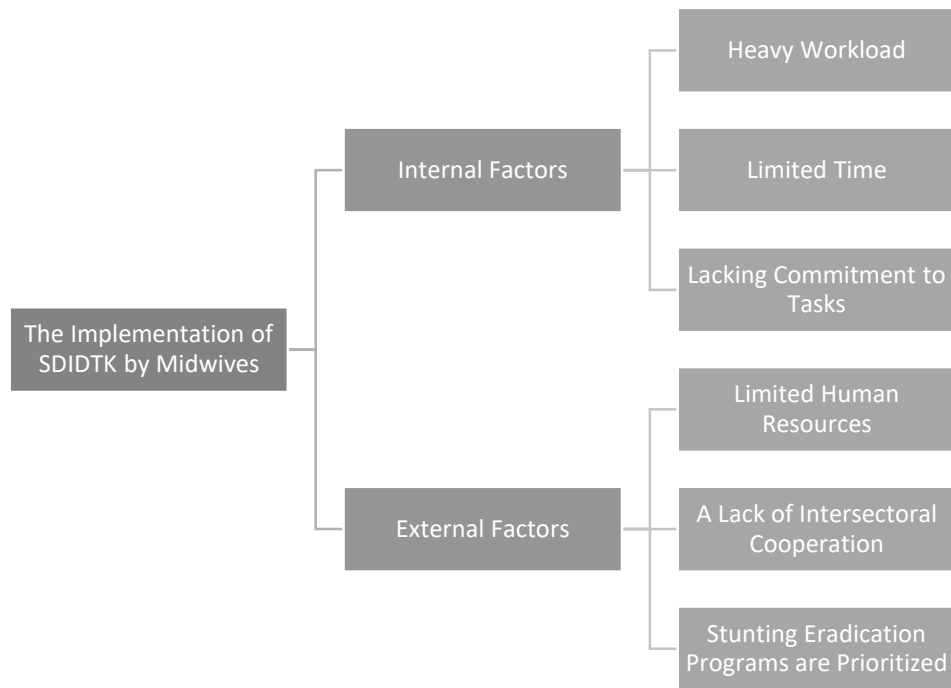 The Implementation of
SDIDTK by Midwives
Internal Factors
Heavy Workload
Limited Time
Lacking Commitment to
Tasks
External Factors
Limited Human
Resources
A Lack of Intersectoral
Cooperation
Stunting Eradication
Programs are Prioritized